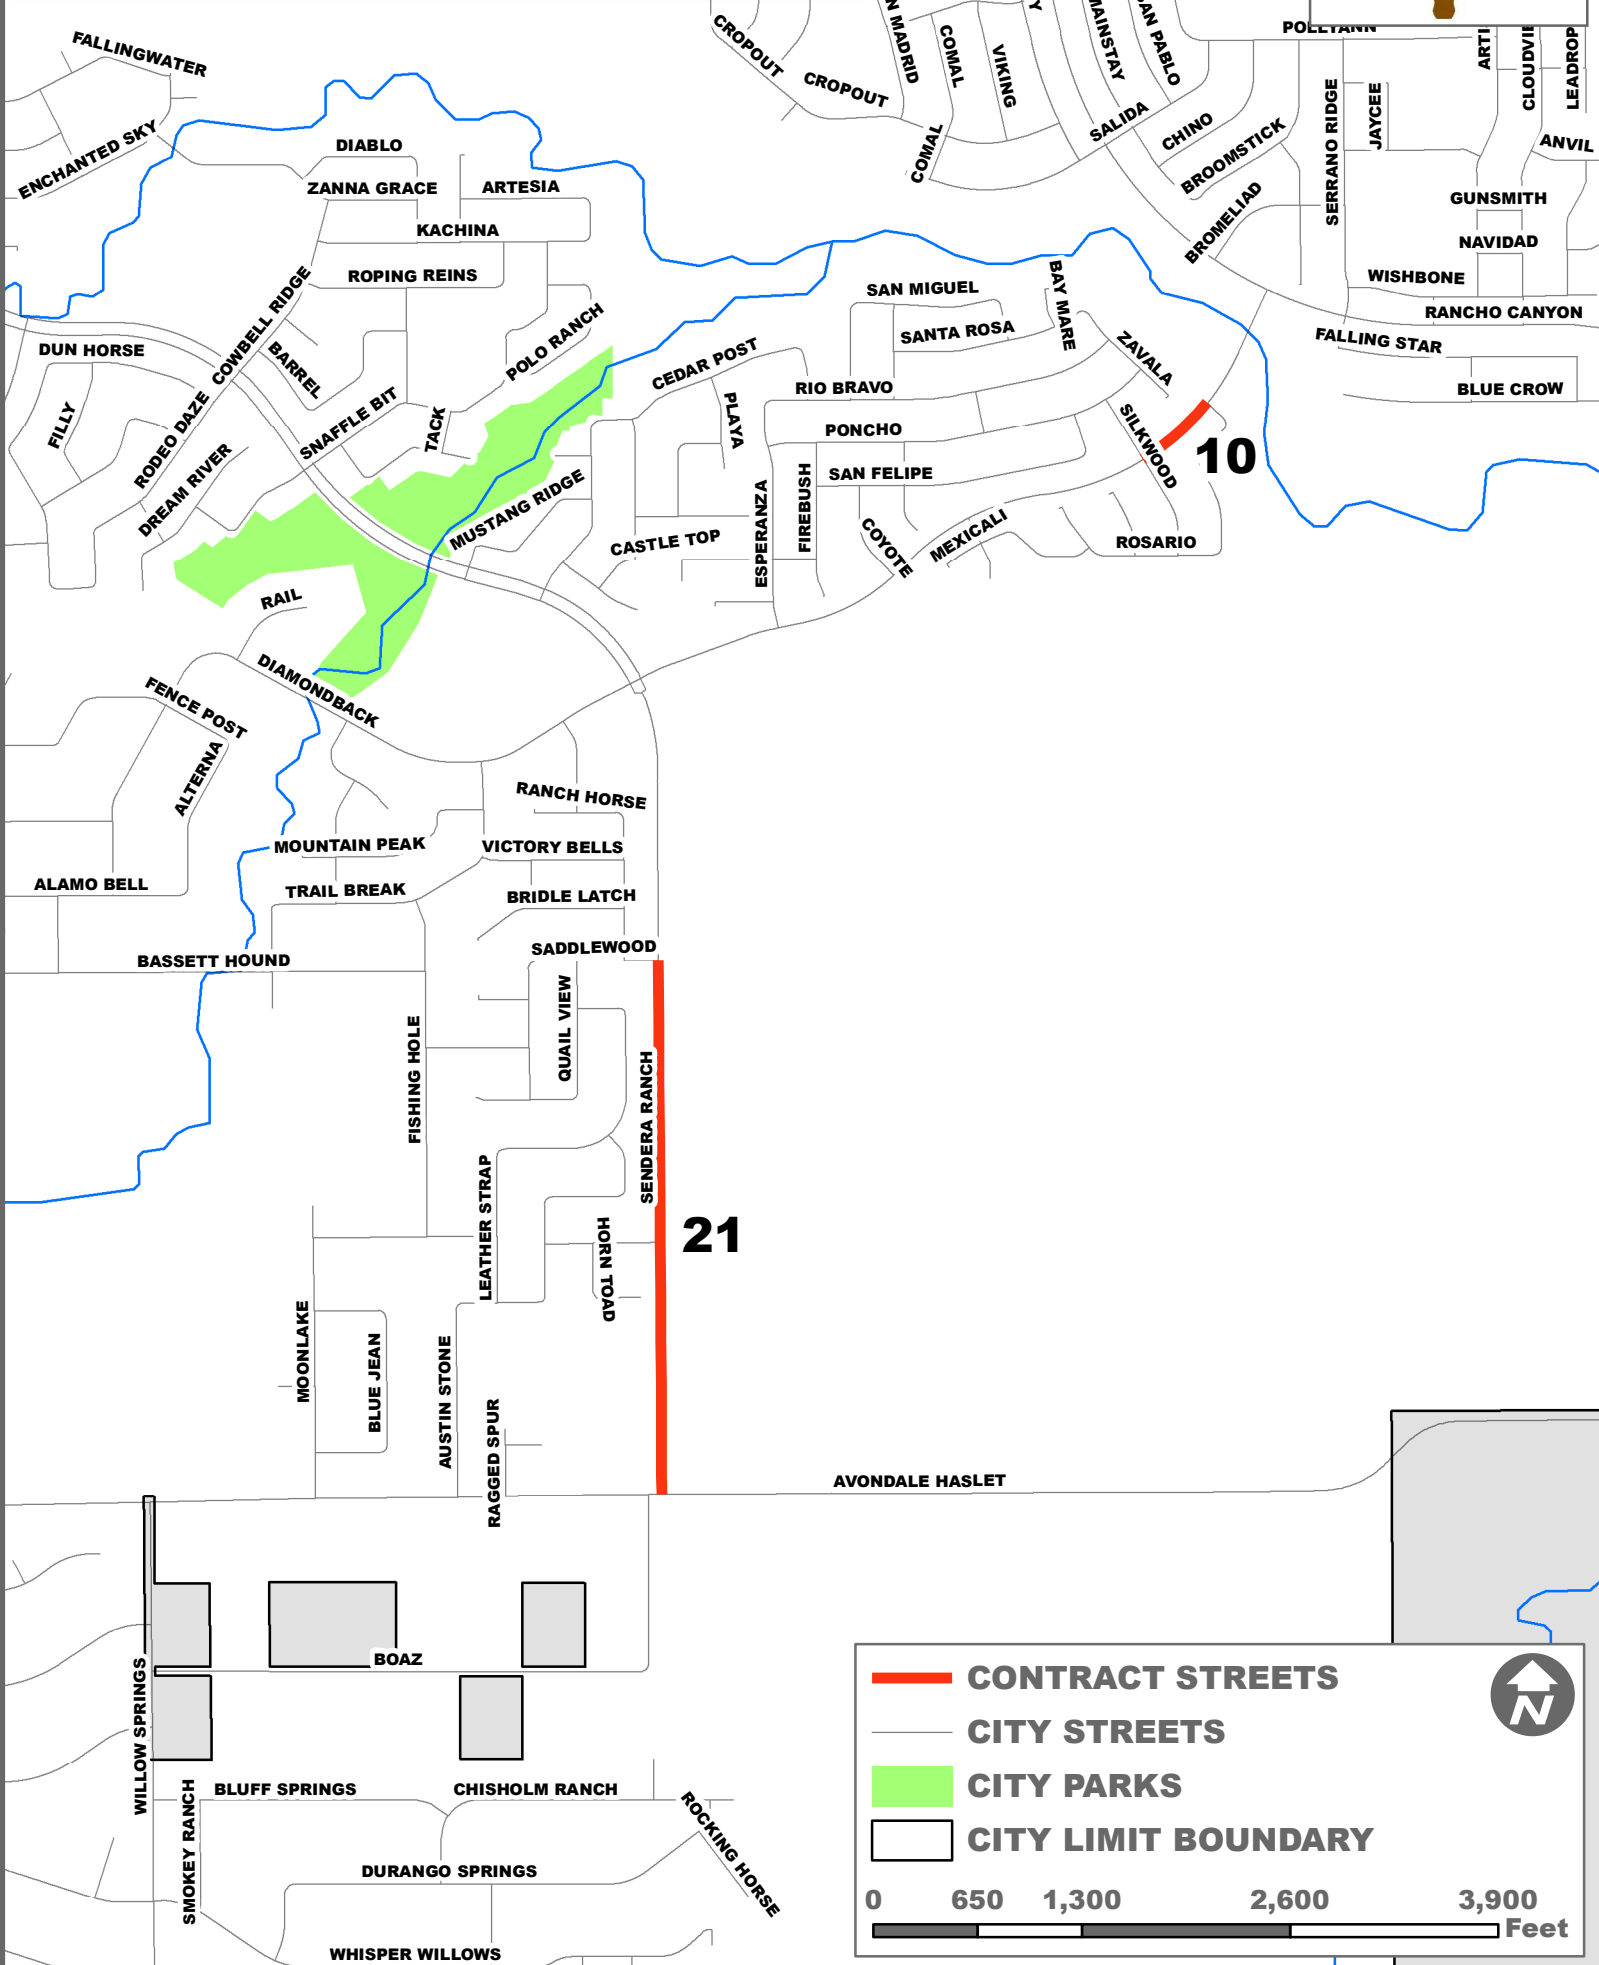 CROPOUT
CROPOUT
COMAL
VIKING
MAINSTAY
SAN PABLO
COMAL
SALIDA
CHINO
BROOMSTICK
BROMELIAD
SERRANO RIDGE
JAYCEE
ANVIL
GUNSMITH
NAVIDAD
WISHBONE
RANCHO CANYON
FALLING STAR
BLUE CROW
FALLINGWATER
ENCHANTED SKY
DIABLO
ZANNA GRACE
ARTESIA
KACHINA
ROPING REINS
COWBELL RIDGE
DUN HORSE
BARREL
POLO RANCH
SNAFFLE BIT
TACK
FILLY
RODEO DAZE
DREAM RIVER
MUSTANG RIDGE
CEDAR POST
PLAYA
SAN MIGUEL
SANTA ROSA
BAY MARE
ZAVALA
RIO BRAVO
PONCHO
SAN FELIPE
SILKWOOD
10
ESPERANZA
FIREBUSH
COYOTE
MEXICALI
ROSARIO
CASTLE TOP
RAIL
DIAMONDBACK
FENCE POST
ALTERNA
RANCH HORSE
MOUNTAIN PEAK
VICTORY BELLS
ALAMO BELL
TRAIL BREAK
BRIDLE LATCH
BASSETT HOUND
SADDLEWOOD
QUAIL VIEW
FISHING HOLE
SENDERA RANCH
LEATHER STRAP
21
HORN TOAD
MOONLAKE
BLUE JEAN
AUSTIN STONE
RAGGED SPUR
AVONDALE HASLET
BOAZ
WILLOW SPRINGS
BLUFF SPRINGS
CHISHOLM RANCH
SMOKEY RANCH
ROCKING HORSE
DURANGO SPRINGS
WHISPER WILLOWS
CONTRACT STREETS
CITY STREETS
CITY PARKS
CITY LIMIT BOUNDARY
N
0 650 1,300 2,600 3,900
Feet